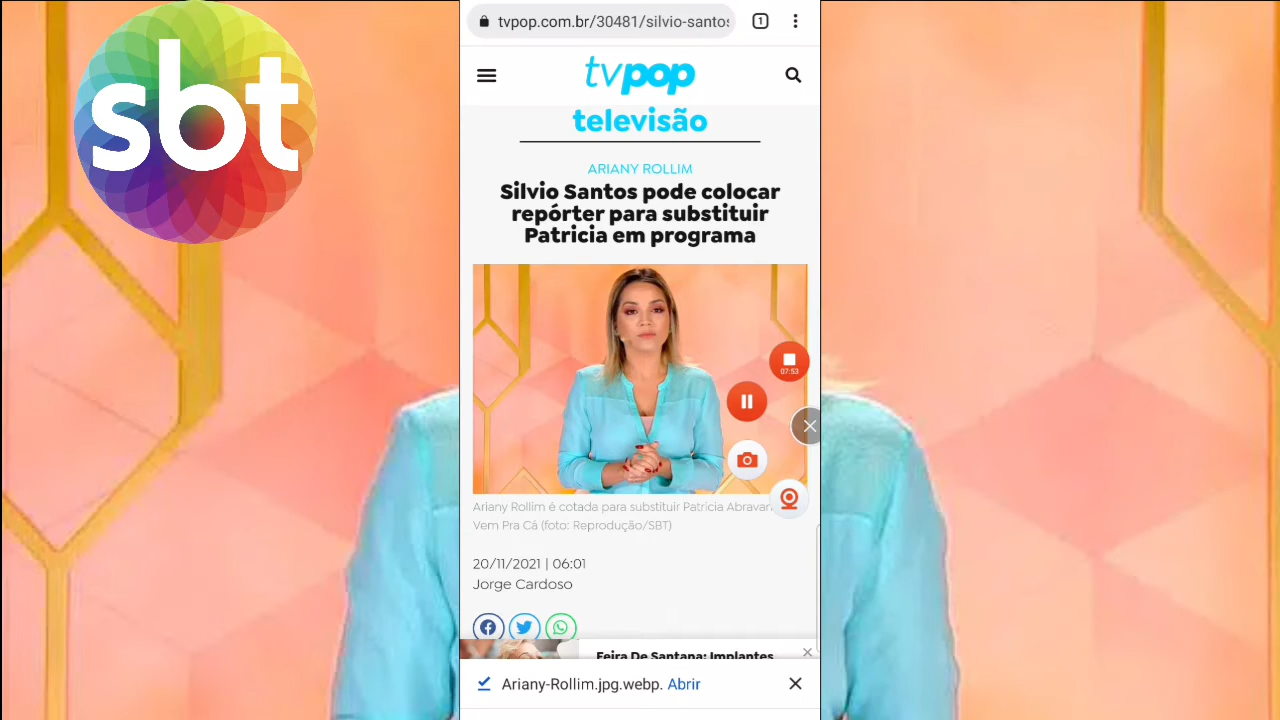 sbt
tvpop.com.br/30481/silvio-santos
1
tvpop
televisão
ARIANY ROLLIM
Silvio Santos pode colocar
repórter para substituir
Patricia em programa
07:53
Ariany Rollim é cotada para substituir Patricia Abravan
Vem Pra Cá (foto: Reprodução/SBT)
20/11/2021 | 06:01
Jorge Cardoso
Feira De Santana: Implantes
Ariany-Rollim.jpg.webp. Abrir